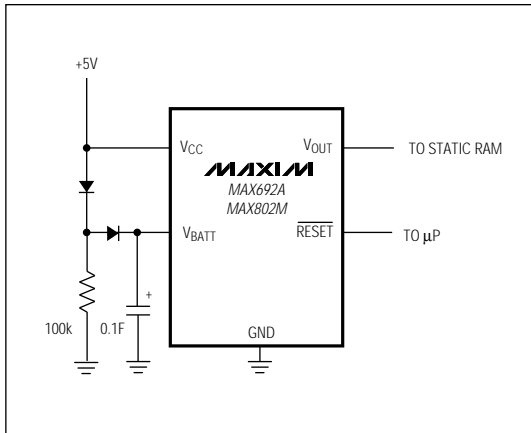 +5V
VCC
VOUT
TO STATIC RAM
MAXIM
MAX692A
MAX802M
VBATT
RESET
TO µP
+
100k
0.1F
GND